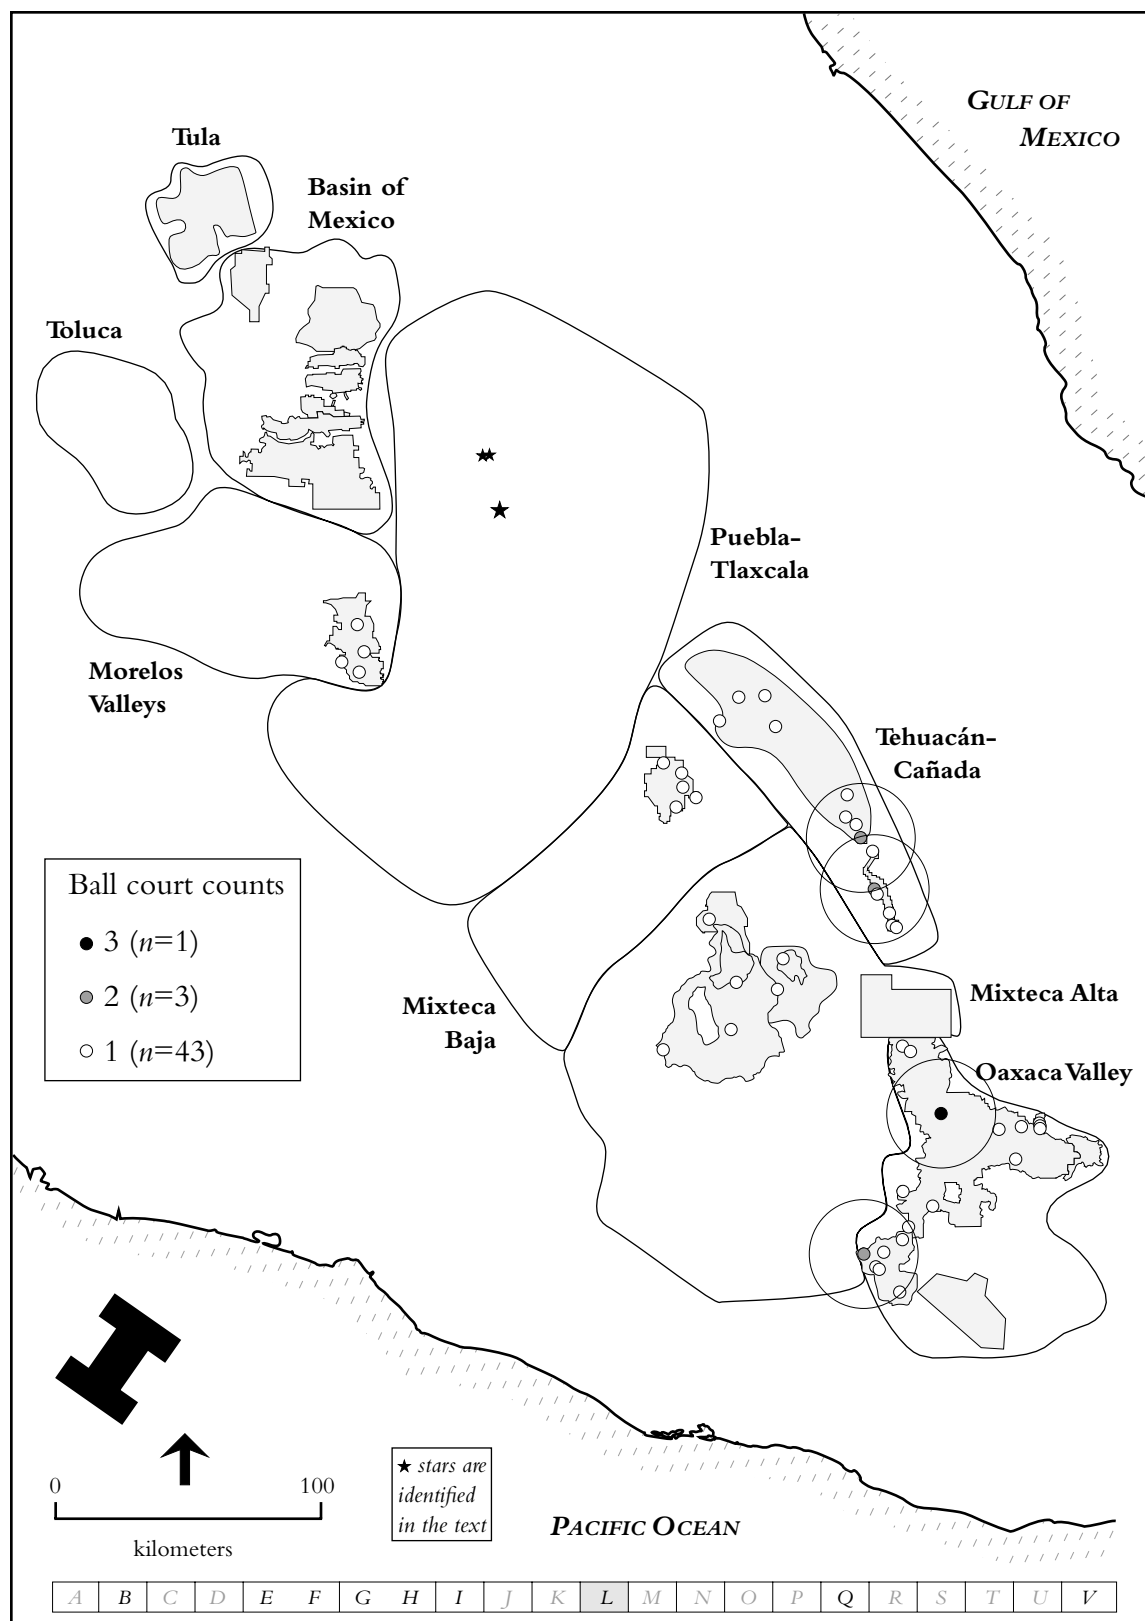 GULF OF
MEXICO
Tula
Basin of
Mexico
Toluca
Puebla-
Tlaxcala
Morelos
Valleys
Tehuacán-
Cañada
Ball court counts
3 (n=1)
2 (n=3)
1 (n=43)
Mixteca
Baja
Mixteca Alta
Oaxaca Valley
0 100
kilometers
★ stars are
identified
in the text
PACIFIC OCEAN
A B C D E F G H I J K L M N O P Q R S T U V